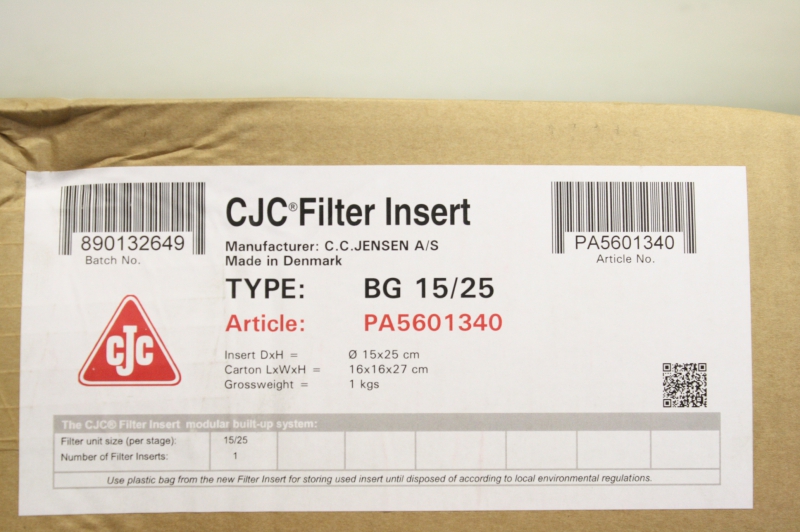 CJC® Filter Insert
890132649
Batch No.
PA5601340
Article No.
Manufacturer: C.C.JENSEN A/S
Made in Denmark
TYPE: BG 15/25
Article: PA5601340
CJC
Insert DxH = Ø 15x25 cm
Carton LxWxH = 16x16x27 cm
Grossweight = 1 kgs
The CJC® Filter Insert modular built-up system:
Filter unit size (per stage): 15/25
Number of Filter Inserts: 1
Use plastic bag from the new Filter Insert for storing used insert until disposed of according to local environmental regulations.